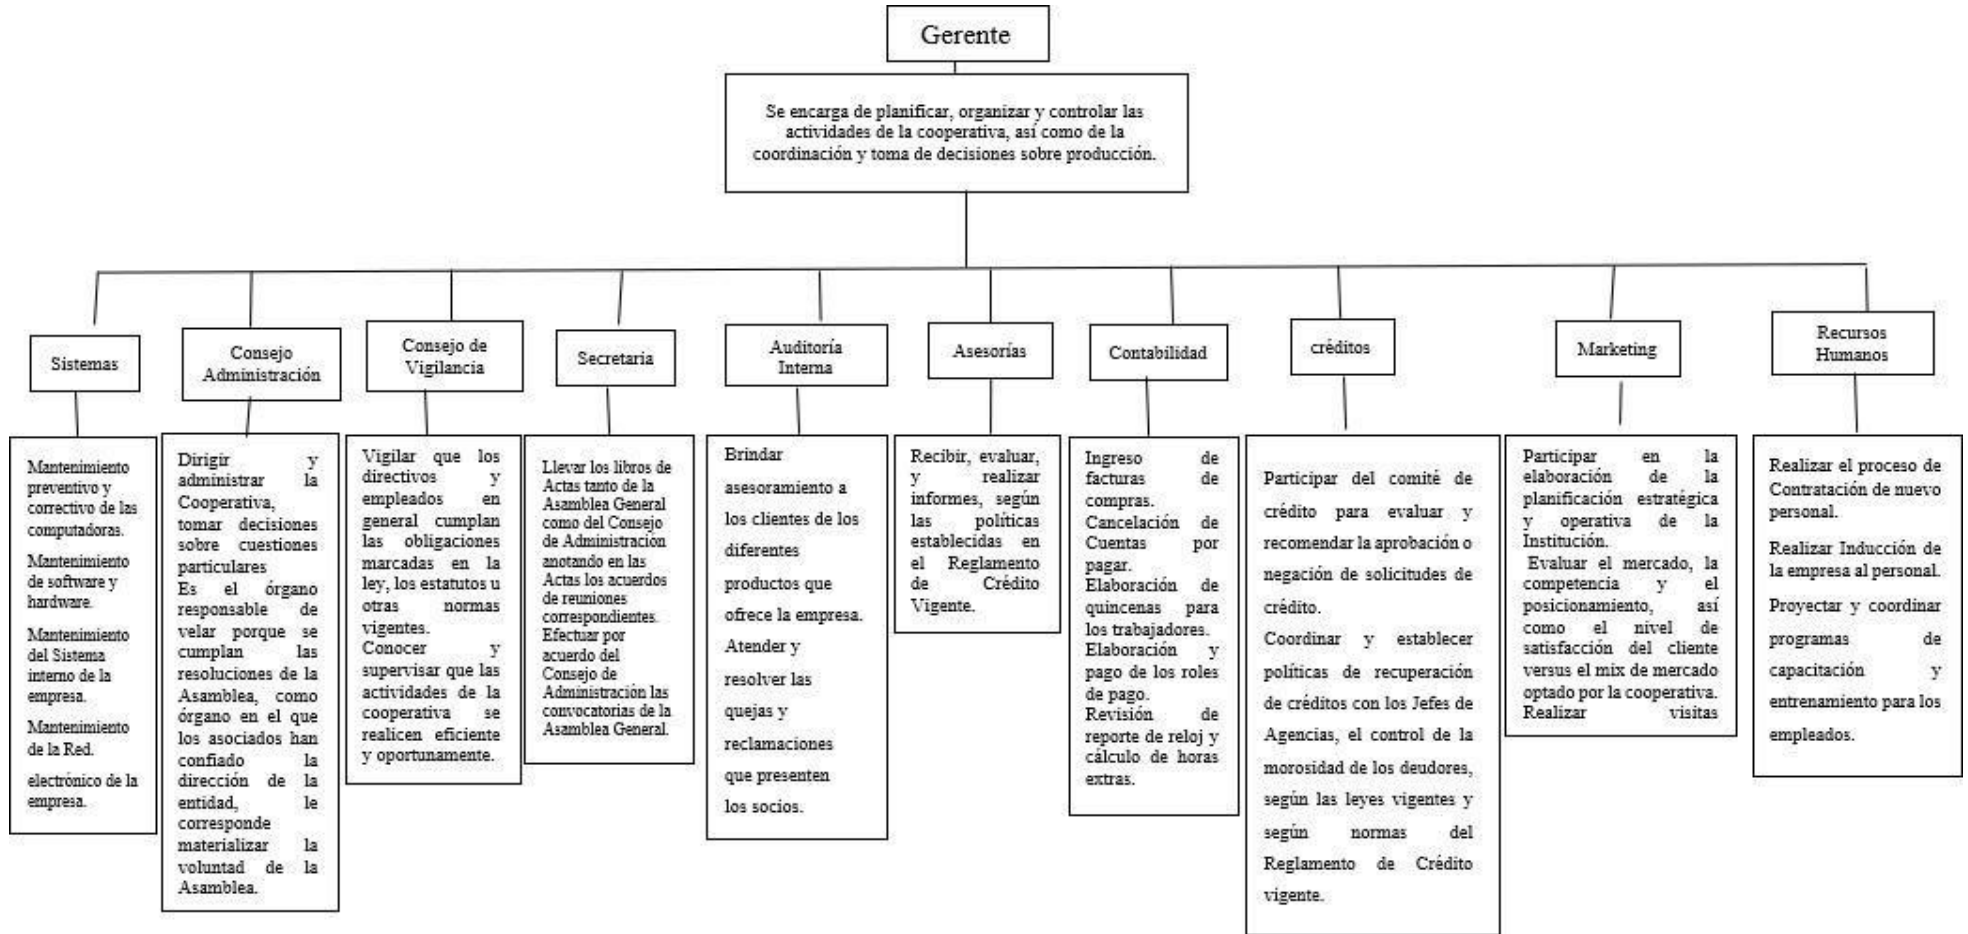 Gerente
Se encarga de planificar, organizar y controlar las
actividades de la cooperativa, así como de la
coordinación y toma de decisiones sobre producción.
Sistemas
Mantenimiento
preventivo y
correctivo de las
computadoras.
Mantenimiento
de software y
hardware.
Mantenimiento
del Sistema
interno de la
empresa.
Mantenimiento
de la Red.
electrónico de la
empresa.
Consejo
Administración
Dirigir y
administrar la
Cooperativa,
tomar decisiones
sobre cuestiones
particulares
Es el órgano
responsable de
velar porque se
cumplan las
resoluciones de la
Asamblea, como
órgano en el que
los asociados han
confiado la
dirección de la
entidad, le
corresponde
materializar la
voluntad de la
Asamblea.
Consejo de
Vigilancia
Vigilar que los
directivos y
empleados en
general cumplan
las obligaciones
marcadas en la
ley, los estatutos u
otras normas
vigentes.
Conocer y
supervisar que las
actividades de la
cooperativa se
realicen eficiente
y oportunamente.
Secretaria
Llevar los libros de
Actas tanto de la
Asamblea General
como del Consejo
de Administración
anotando en las
Actas los acuerdos
de reuniones
correspondientes.
Efectuar por
acuerdo del
Consejo de
Administración las
convocatorias de la
Asamblea General.
Auditoría
Interna
Brindar
asesoramiento a
los clientes de los
diferentes
productos que
ofrece la empresa.
Atender y
resolver las
quejas y
reclamaciones
que presenten
los socios.
Asesorías
Recibir, evaluar,
y realizar
informes, según
las políticas
establecidas en
el Reglamento
de Crédito
Vigente.
Contabilidad
Ingreso de
facturas de
compras.
Cancelación de
Cuentas por
pagar.
Elaboración de
quincenas para
los trabajadores.
Elaboración y
pago de los roles
de pago.
Revisión de
reporte de reloj y
cálculo de horas
extras.
créditos
Participar del comité de
crédito para evaluar y
recomendar la aprobación o
negación de solicitudes de
crédito.
Coordinar y establecer
políticas de recuperación
de créditos con los Jefes de
Agencias, el control de la
morosidad de los deudores,
según las leyes vigentes y
según normas del
Reglamento de Crédito
vigente.
Marketing
Participar en la
elaboración de la
planificación estratégica
y operativa de la
Institución.
Evaluar el mercado, la
competencia y el
posicionamiento, así
como el nivel de
satisfacción del cliente
versus el mix de mercado
optado por la cooperativa.
Realizar visitas
Recursos
Humanos
Realizar el proceso de
Contratación de nuevo
personal.
Realizar Inducción de
la empresa al personal.
Proyectar y coordinar
programas de
capacitación y
entrenamiento para los
empleados.